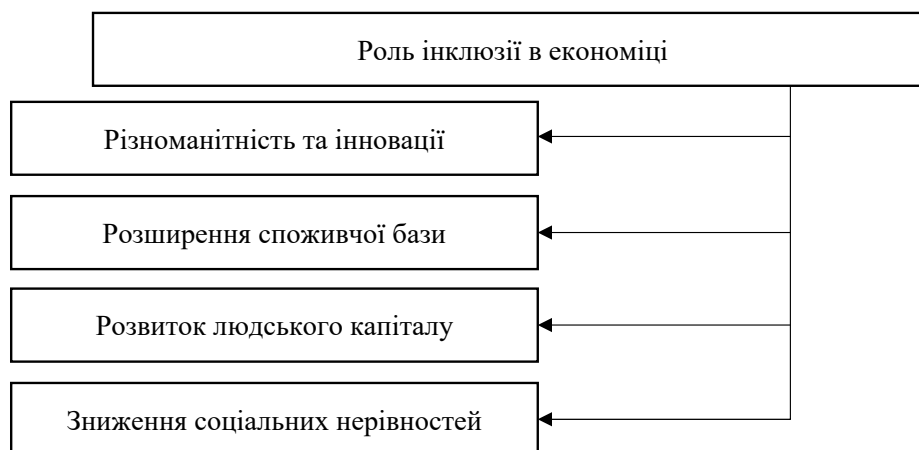 Роль інклюзії в економіці
Різноманітність та інновації
Розширення споживчої бази
Розвиток людського капіталу
Зниження соціальних нерівностей